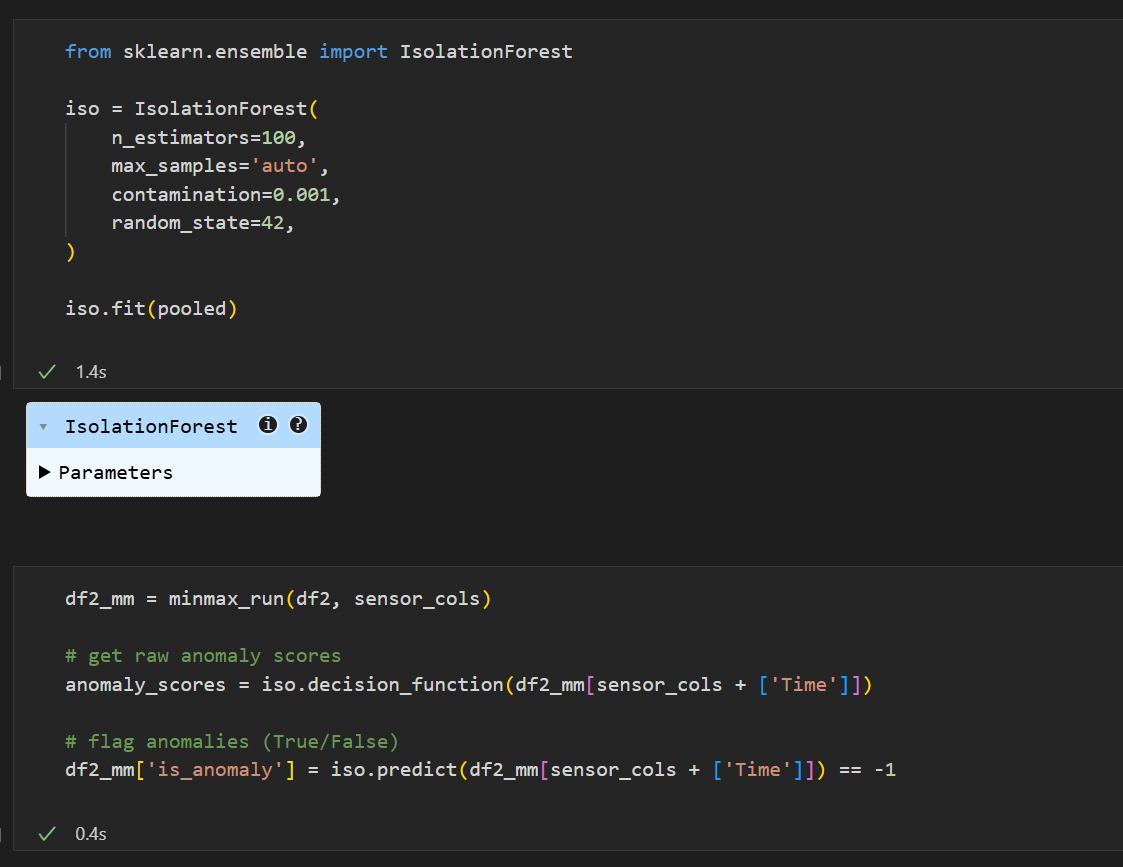 from sklearn.ensemble import IsolationForest
iso = IsolationForest(
    n_estimators=100,
    max_samples='auto',
    contamination=0.001,
    random_state=42,
)
iso.fit(pooled)
1.4s
IsolationForest
Parameters
df2_mm = minmax_run(df2, sensor_cols)
# get raw anomaly scores
anomaly_scores = iso.decision_function(df2_mm[sensor_cols + ['Time']])
# flag anomalies (True/False)
df2_mm['is_anomaly'] = iso.predict(df2_mm[sensor_cols + ['Time']]) == -1
0.4s